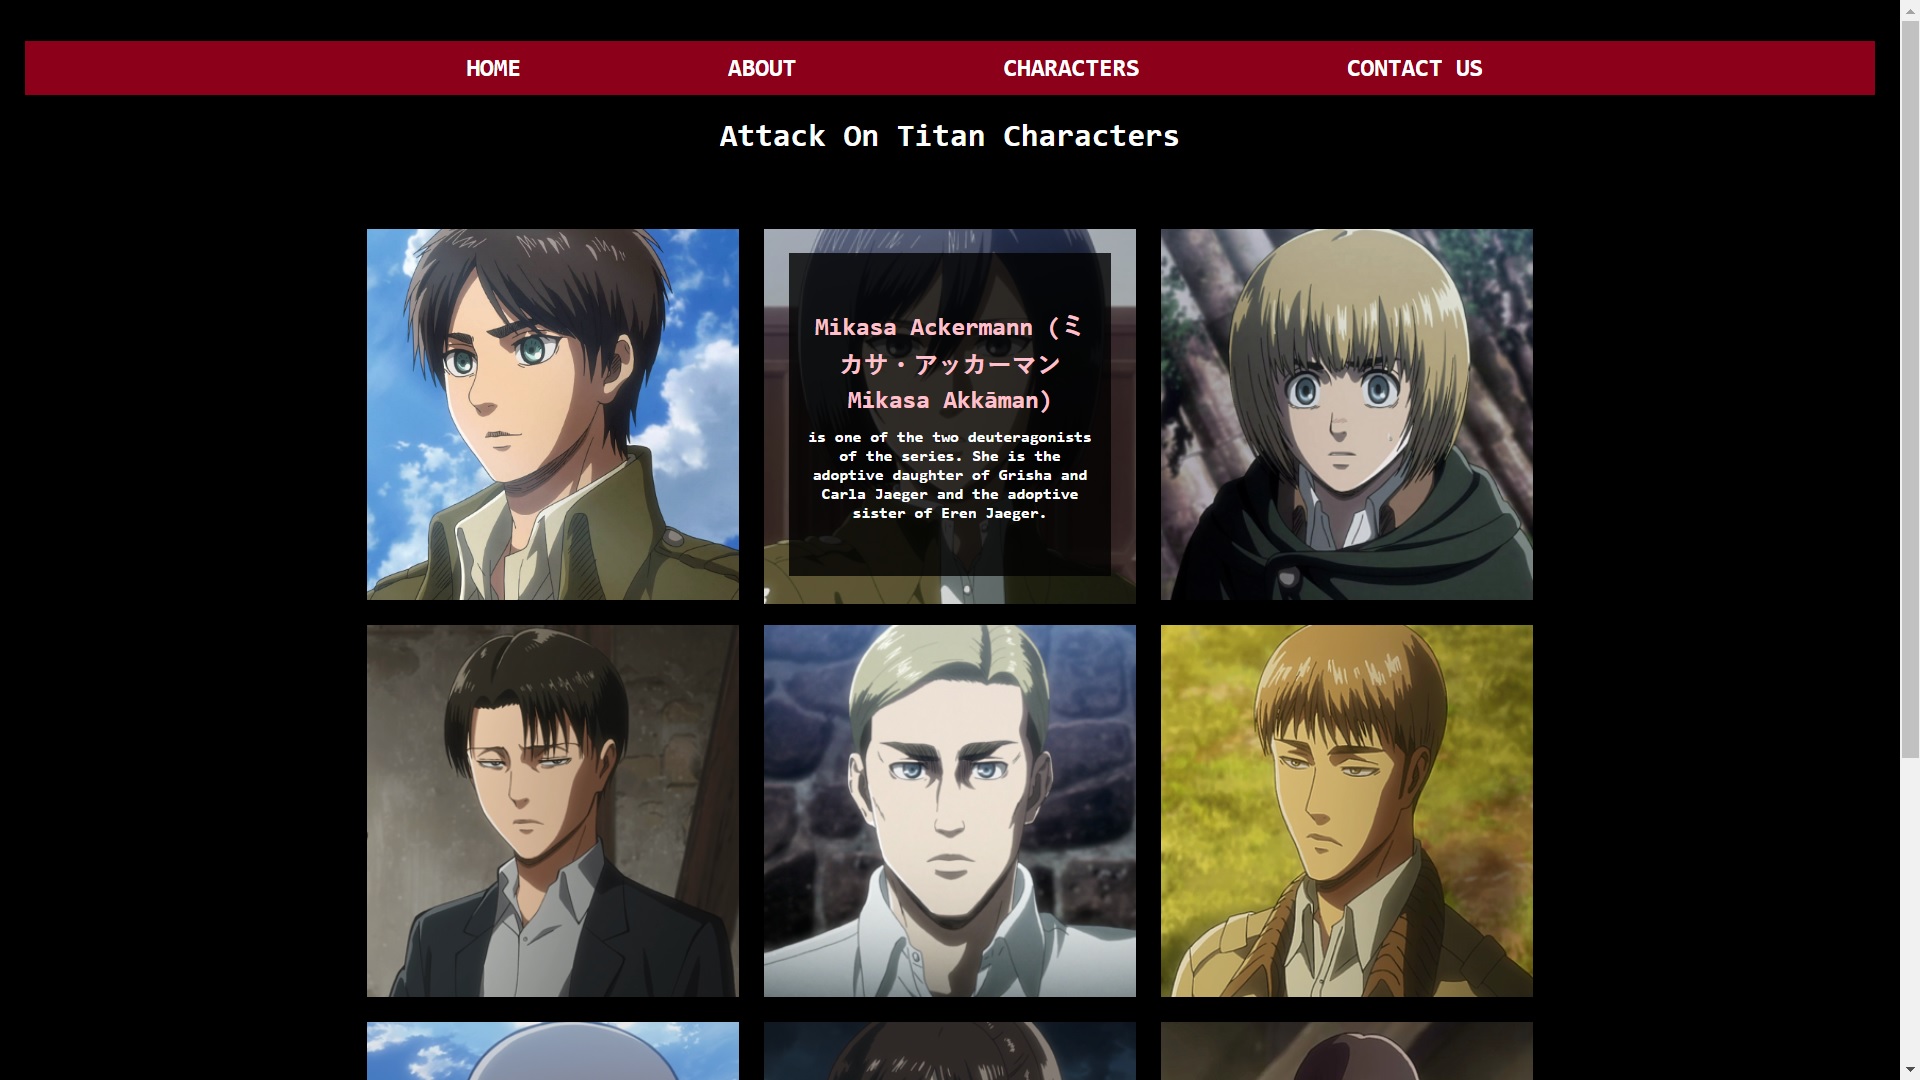 HOME ABOUT CHARACTERS CONTACT US
Attack On Titan Characters
Mikasa Ackermann (ミ
カサ・アッカーマン
Mikasa Akkāman)
is one of the two deuteragonists
of the series. She is the
adoptive daughter of Grisha and
Carla Jaeger and the adoptive
sister of Eren Jaeger.